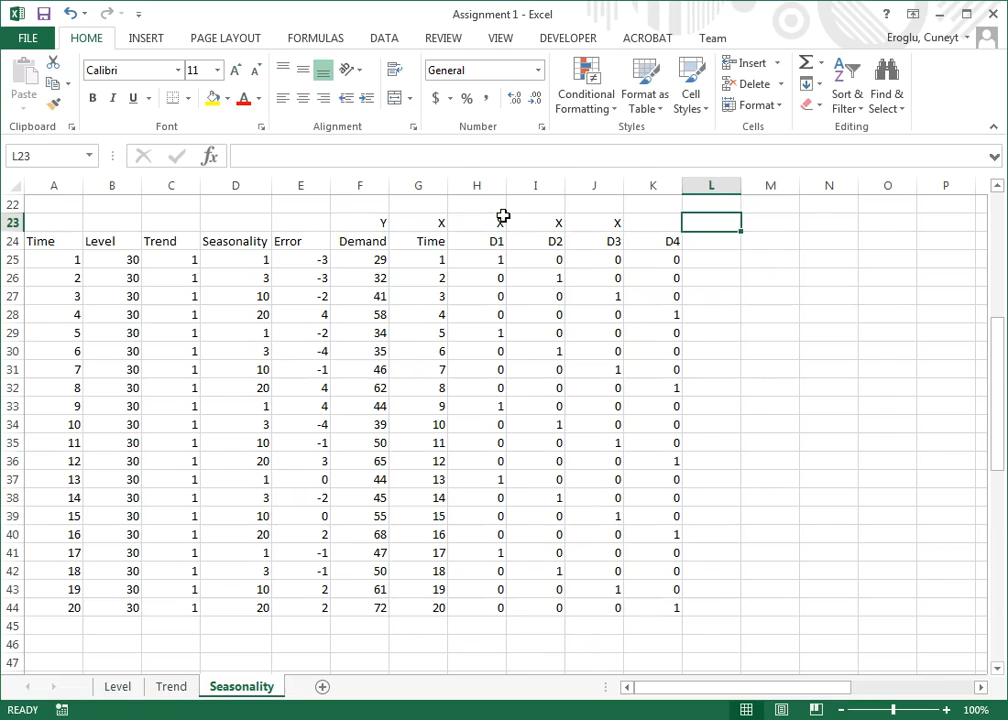 Assignment 1 - Excel
FILE HOME INSERT PAGE LAYOUT FORMULAS DATA REVIEW VIEW DEVELOPER ACROBAT Team Eroglu, Cuneyt
Calibri 11 General Insert
Paste B I U $ % , Conditional Formatting Format as Table Cell Styles Delete Format Sort & Filter Find & Select
Clipboard Font Alignment Number Styles Cells Editing
L23 fx
A B C D E F G H I J K L M N O P
22
23 Y X X X X
24 Time Level Trend Seasonality Error Demand Time D1 D2 D3 D4
25 1 30 1 1 -3 29 1 1 0 0 0
26 2 30 1 3 -3 32 2 0 1 0 0
27 3 30 1 10 -2 41 3 0 0 1 0
28 4 30 1 20 4 58 4 0 0 0 1
29 5 30 1 1 -2 34 5 1 0 0 0
30 6 30 1 3 -4 35 6 0 1 0 0
31 7 30 1 10 -1 46 7 0 0 1 0
32 8 30 1 20 4 62 8 0 0 0 1
33 9 30 1 1 4 44 9 1 0 0 0
34 10 30 1 3 -4 39 10 0 1 0 0
35 11 30 1 10 -1 50 11 0 0 1 0
36 12 30 1 20 3 65 12 0 0 0 1
37 13 30 1 1 0 44 13 1 0 0 0
38 14 30 1 3 -2 45 14 0 1 0 0
39 15 30 1 10 0 55 15 0 0 1 0
40 16 30 1 20 2 68 16 0 0 0 1
41 17 30 1 1 -1 47 17 1 0 0 0
42 18 30 1 3 -1 50 18 0 1 0 0
43 19 30 1 10 2 61 19 0 0 1 0
44 20 30 1 20 2 72 20 0 0 0 1
45
46
47
Level Trend Seasonality
READY 100%